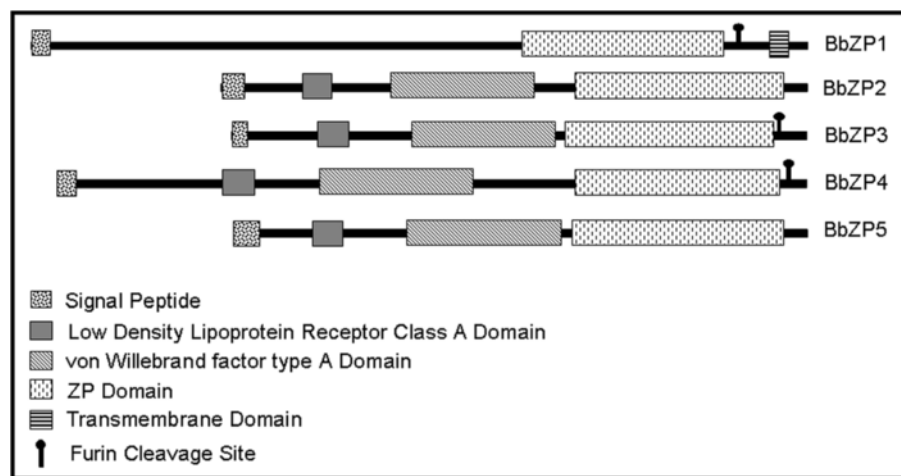 BbZP1
BbZP2
BbZP3
BbZP4
BbZP5
Signal Peptide
Low Density Lipoprotein Receptor Class A Domain
von Willebrand factor type A Domain
ZP Domain
Transmembrane Domain
Furin Cleavage Site